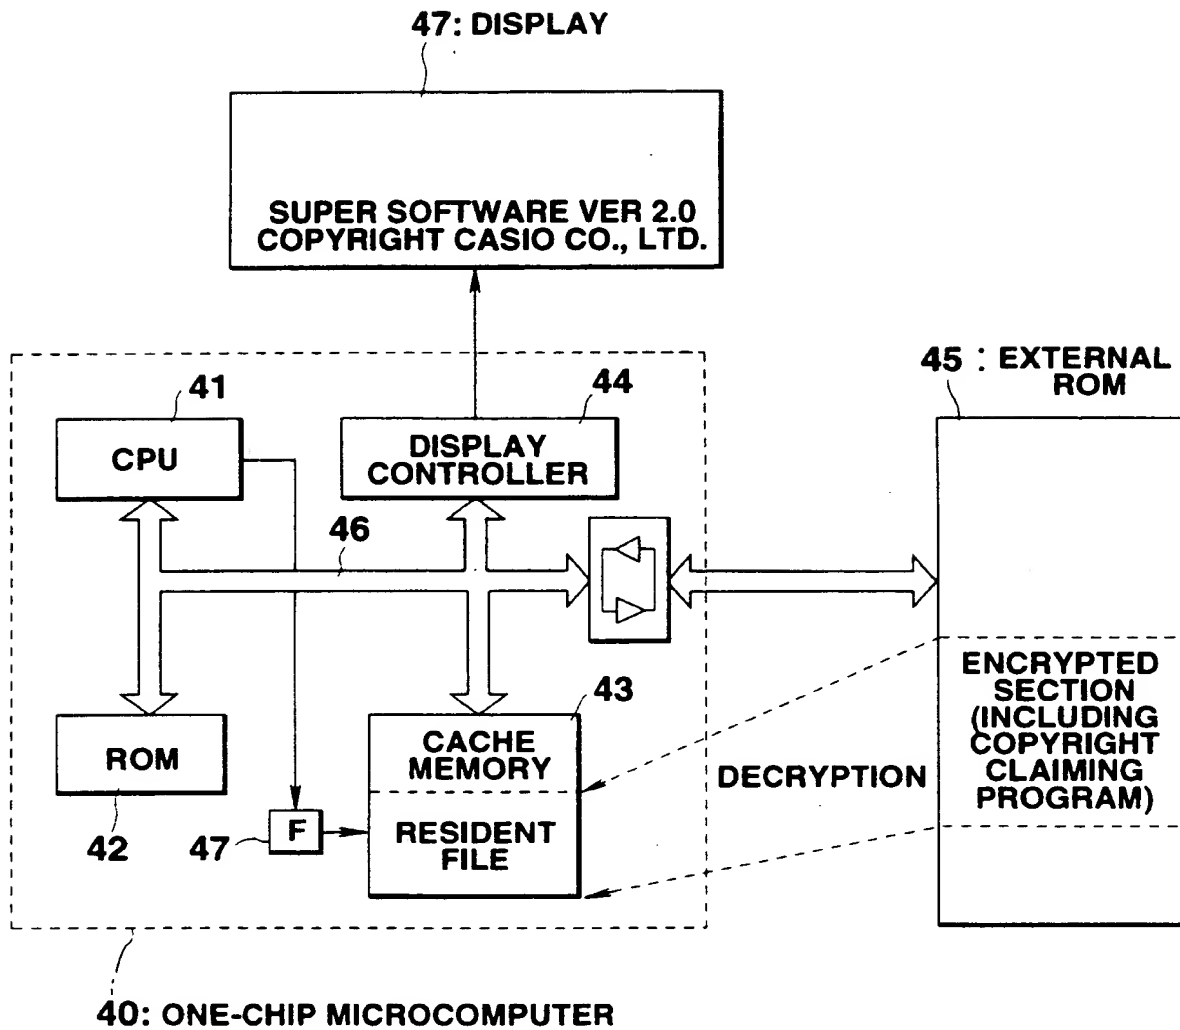 47: DISPLAY
SUPER SOFTWARE VER 2.0
COPYRIGHT CASIO CO., LTD.
41
CPU
44
DISPLAY
CONTROLLER
45 : EXTERNAL
ROM
46
ROM
42
43
CACHE
MEMORY
RESIDENT
FILE
47
F
DECRYPTION
ENCRYPTED
SECTION
(INCLUDING
COPYRIGHT
CLAIMING
PROGRAM)
40: ONE-CHIP MICROCOMPUTER